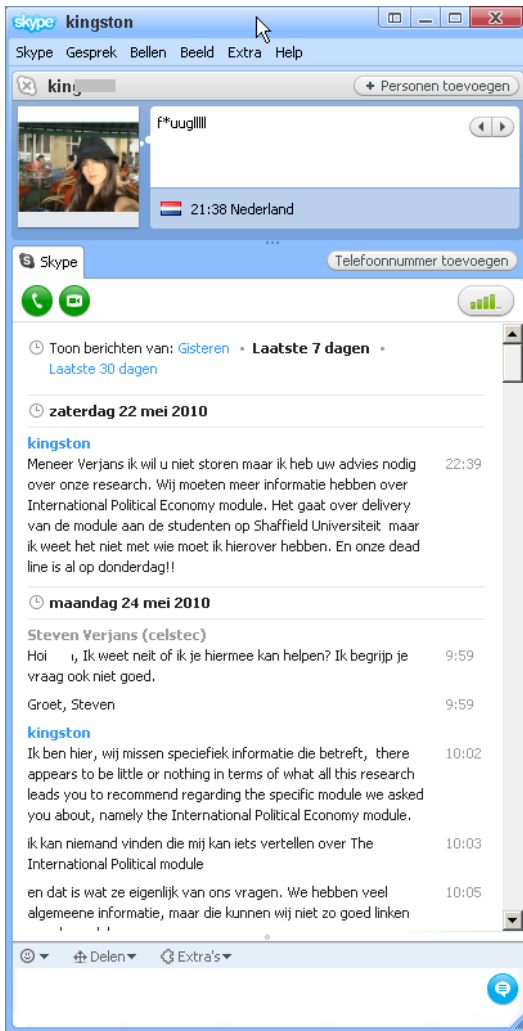 skype kingston
Skype Gesprek Bellen Beeld Extra Help
king
Personen toevoegen
f*uuglllll
21:38 Nederland
Skype
Telefoonnummer toevoegen
Toon berichten van: Gisteren • Laatste 7 dagen •
Laatste 30 dagen
zaterdag 22 mei 2010
kingston
Meneer Verjans ik wil u niet storen maar ik heb uw advies nodig 22:39
over onze research. Wij moeten meer informatie hebben over
International Political Economy module. Het gaat over delivery
van de module aan de studenten op Shaffield Universiteit maar
ik weet het niet met wie moet ik hierover hebben. En onze dead
line is al op donderdag!!
maandag 24 mei 2010
Steven Verjans (celstec)
Hoi , Ik weet neit of ik je hiermee kan helpen? Ik begrijp je 9:59
vraag ook niet goed.
Groet, Steven 9:59
kingston
Ik ben hier, wij missen speciefiek informatie die betreft, there 10:02
appears to be little or nothing in terms of what all this research
leads you to recommend regarding the specific module we asked
you about, namely the International Political Economy module.
ik kan niemand vinden die mij kan iets vertellen over The 10:03
International Political module
en dat is wat ze eigenlijk van ons vragen. We hebben veel 10:05
algemeene informatie, maar die kunnen wij niet zo goed linken
Delen Extra's